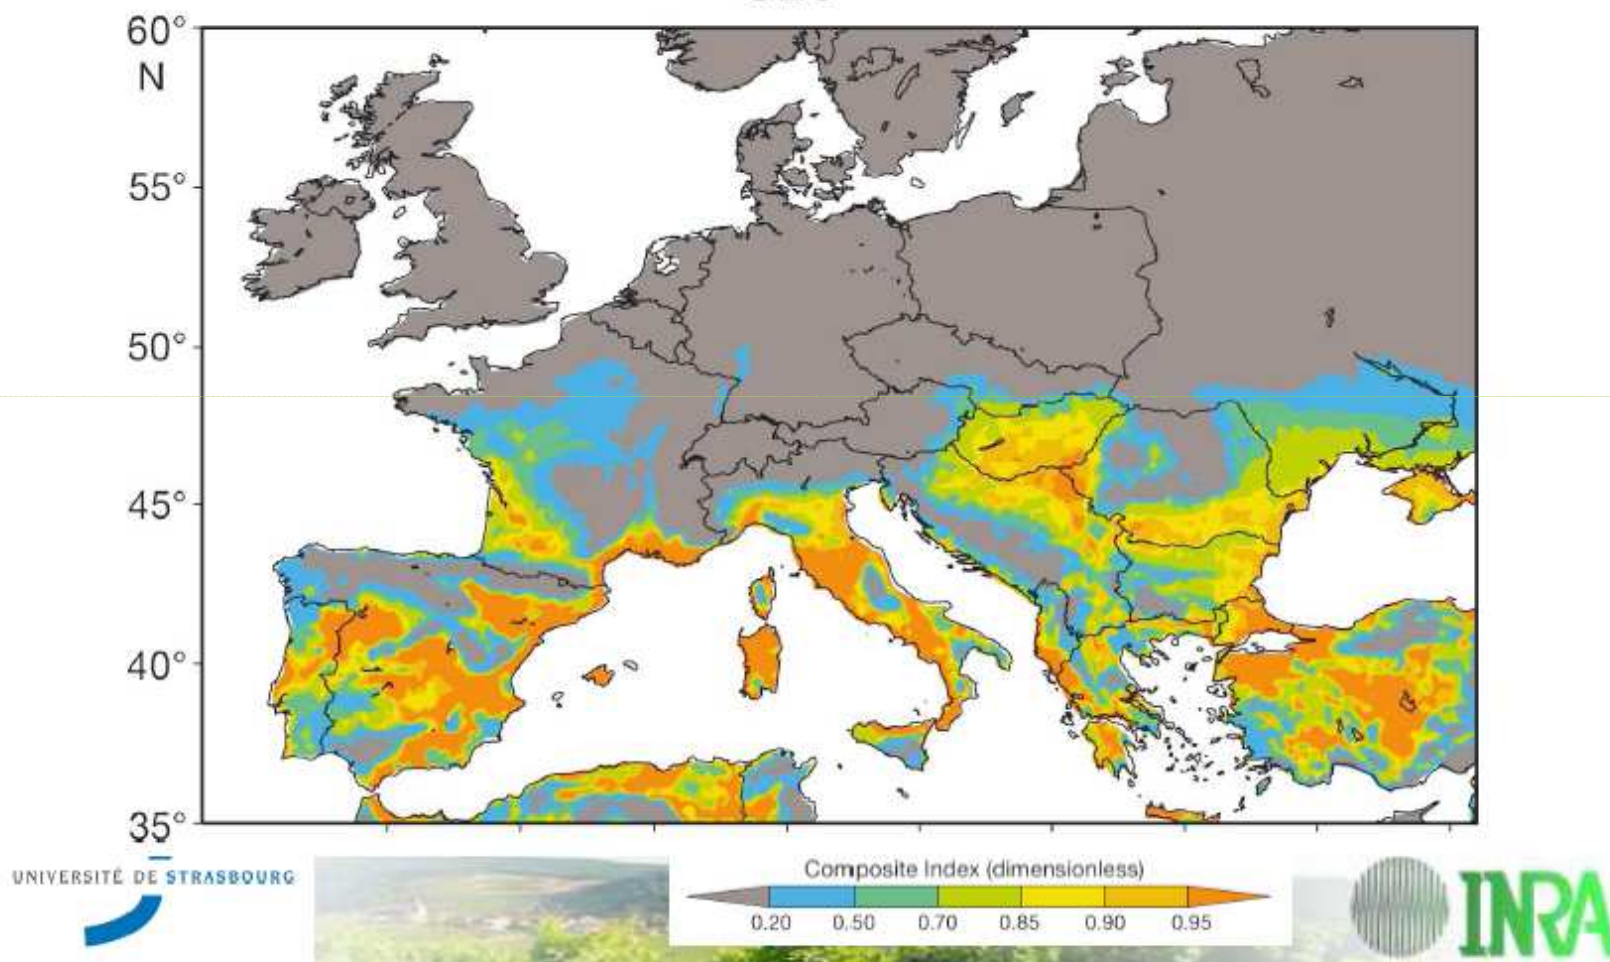 60°
N
55°
50°
45°
40°
35°
UNIVERSITÉ DE STRASBOURG
Composite Index (dimensionless)
0.20 0.50 0.70 0.85 0.90 0.95
INRA